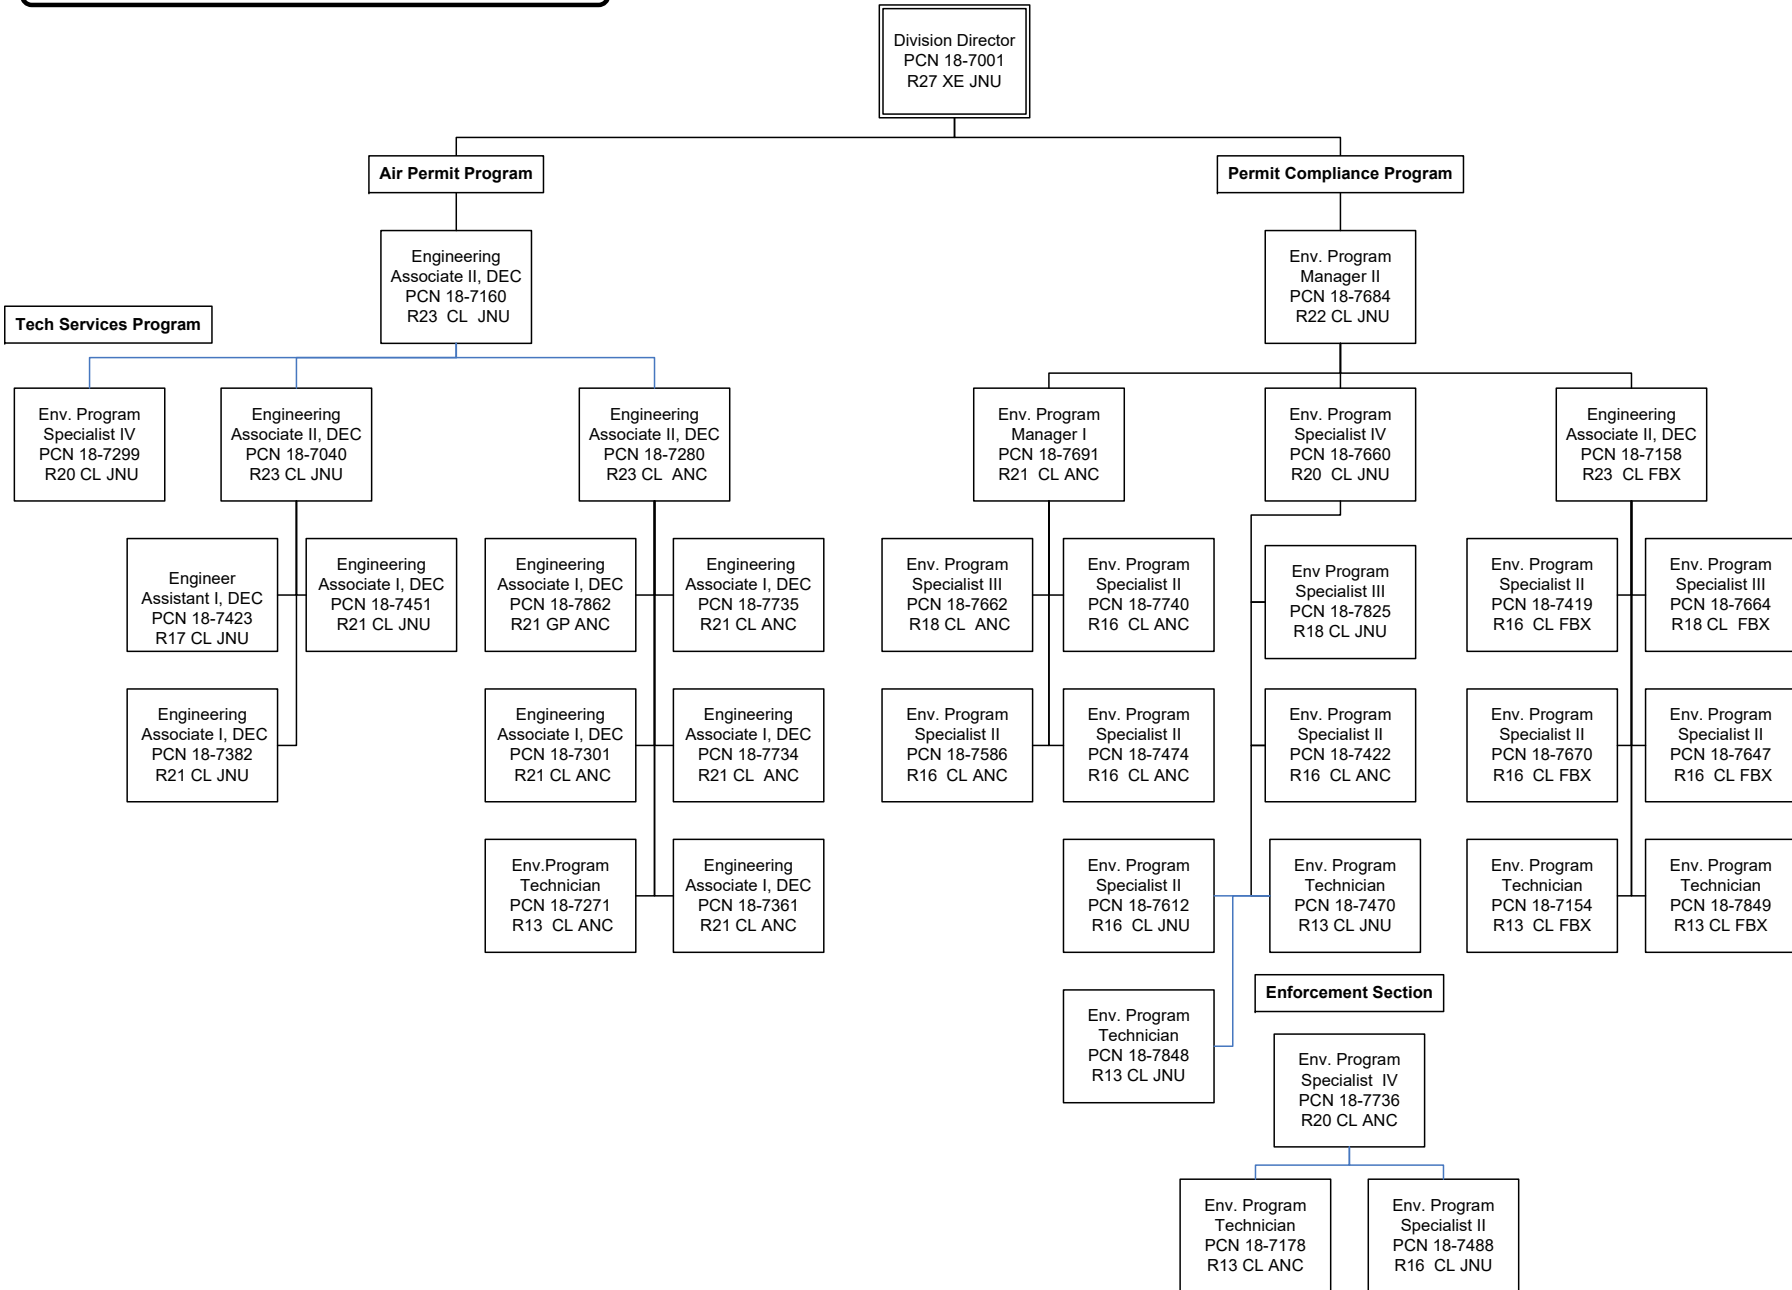 Division Director
PCN 18-7001
R27 XE JNU
Air Permit Program
Permit Compliance Program
Engineering
Associate II, DEC
PCN 18-7160
R23 CL JNU
Env. Program
Manager II
PCN 18-7684
R22 CL JNU
Tech Services Program
Env. Program
Specialist IV
PCN 18-7299
R20 CL JNU
Engineering
Associate II, DEC
PCN 18-7040
R23 CL JNU
Engineering
Associate II, DEC
PCN 18-7280
R23 CL ANC
Env. Program
Manager I
PCN 18-7691
R21 CL ANC
Env. Program
Specialist IV
PCN 18-7660
R20 CL JNU
Engineering
Associate II, DEC
PCN 18-7158
R23 CL FBX
Engineer
Assistant I, DEC
PCN 18-7423
R17 CL JNU
Engineering
Associate I, DEC
PCN 18-7451
R21 CL JNU
Engineering
Associate I, DEC
PCN 18-7862
R21 GP ANC
Engineering
Associate I, DEC
PCN 18-7735
R21 CL ANC
Env. Program
Specialist III
PCN 18-7662
R18 CL ANC
Env. Program
Specialist II
PCN 18-7740
R16 CL ANC
Env Program
Specialist III
PCN 18-7825
R18 CL JNU
Env. Program
Specialist II
PCN 18-7419
R16 CL FBX
Env. Program
Specialist III
PCN 18-7664
R18 CL FBX
Engineering
Associate I, DEC
PCN 18-7382
R21 CL JNU
Engineering
Associate I, DEC
PCN 18-7301
R21 CL ANC
Engineering
Associate I, DEC
PCN 18-7734
R21 CL ANC
Env. Program
Specialist II
PCN 18-7586
R16 CL ANC
Env. Program
Specialist II
PCN 18-7474
R16 CL ANC
Env. Program
Specialist II
PCN 18-7422
R16 CL ANC
Env. Program
Specialist II
PCN 18-7670
R16 CL FBX
Env. Program
Specialist II
PCN 18-7647
R16 CL FBX
Env.Program
Technician
PCN 18-7271
R13 CL ANC
Engineering
Associate I, DEC
PCN 18-7361
R21 CL ANC
Env. Program
Specialist II
PCN 18-7612
R16 CL JNU
Env. Program
Technician
PCN 18-7470
R13 CL JNU
Env. Program
Technician
PCN 18-7154
R13 CL FBX
Env. Program
Technician
PCN 18-7849
R13 CL FBX
Env. Program
Technician
PCN 18-7848
R13 CL JNU
Enforcement Section
Env. Program
Specialist IV
PCN 18-7736
R20 CL ANC
Env. Program
Technician
PCN 18-7178
R13 CL ANC
Env. Program
Specialist II
PCN 18-7488
R16 CL JNU